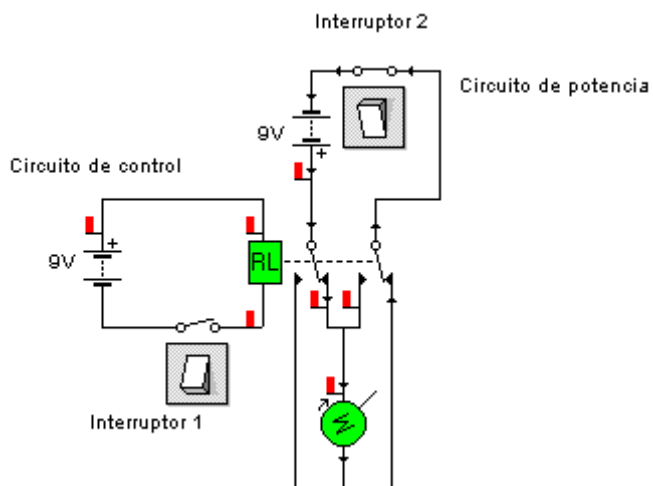 Interruptor 2
Circuito de potencia
9V
+
Circuito de control
+
9V
RL
Interruptor 1